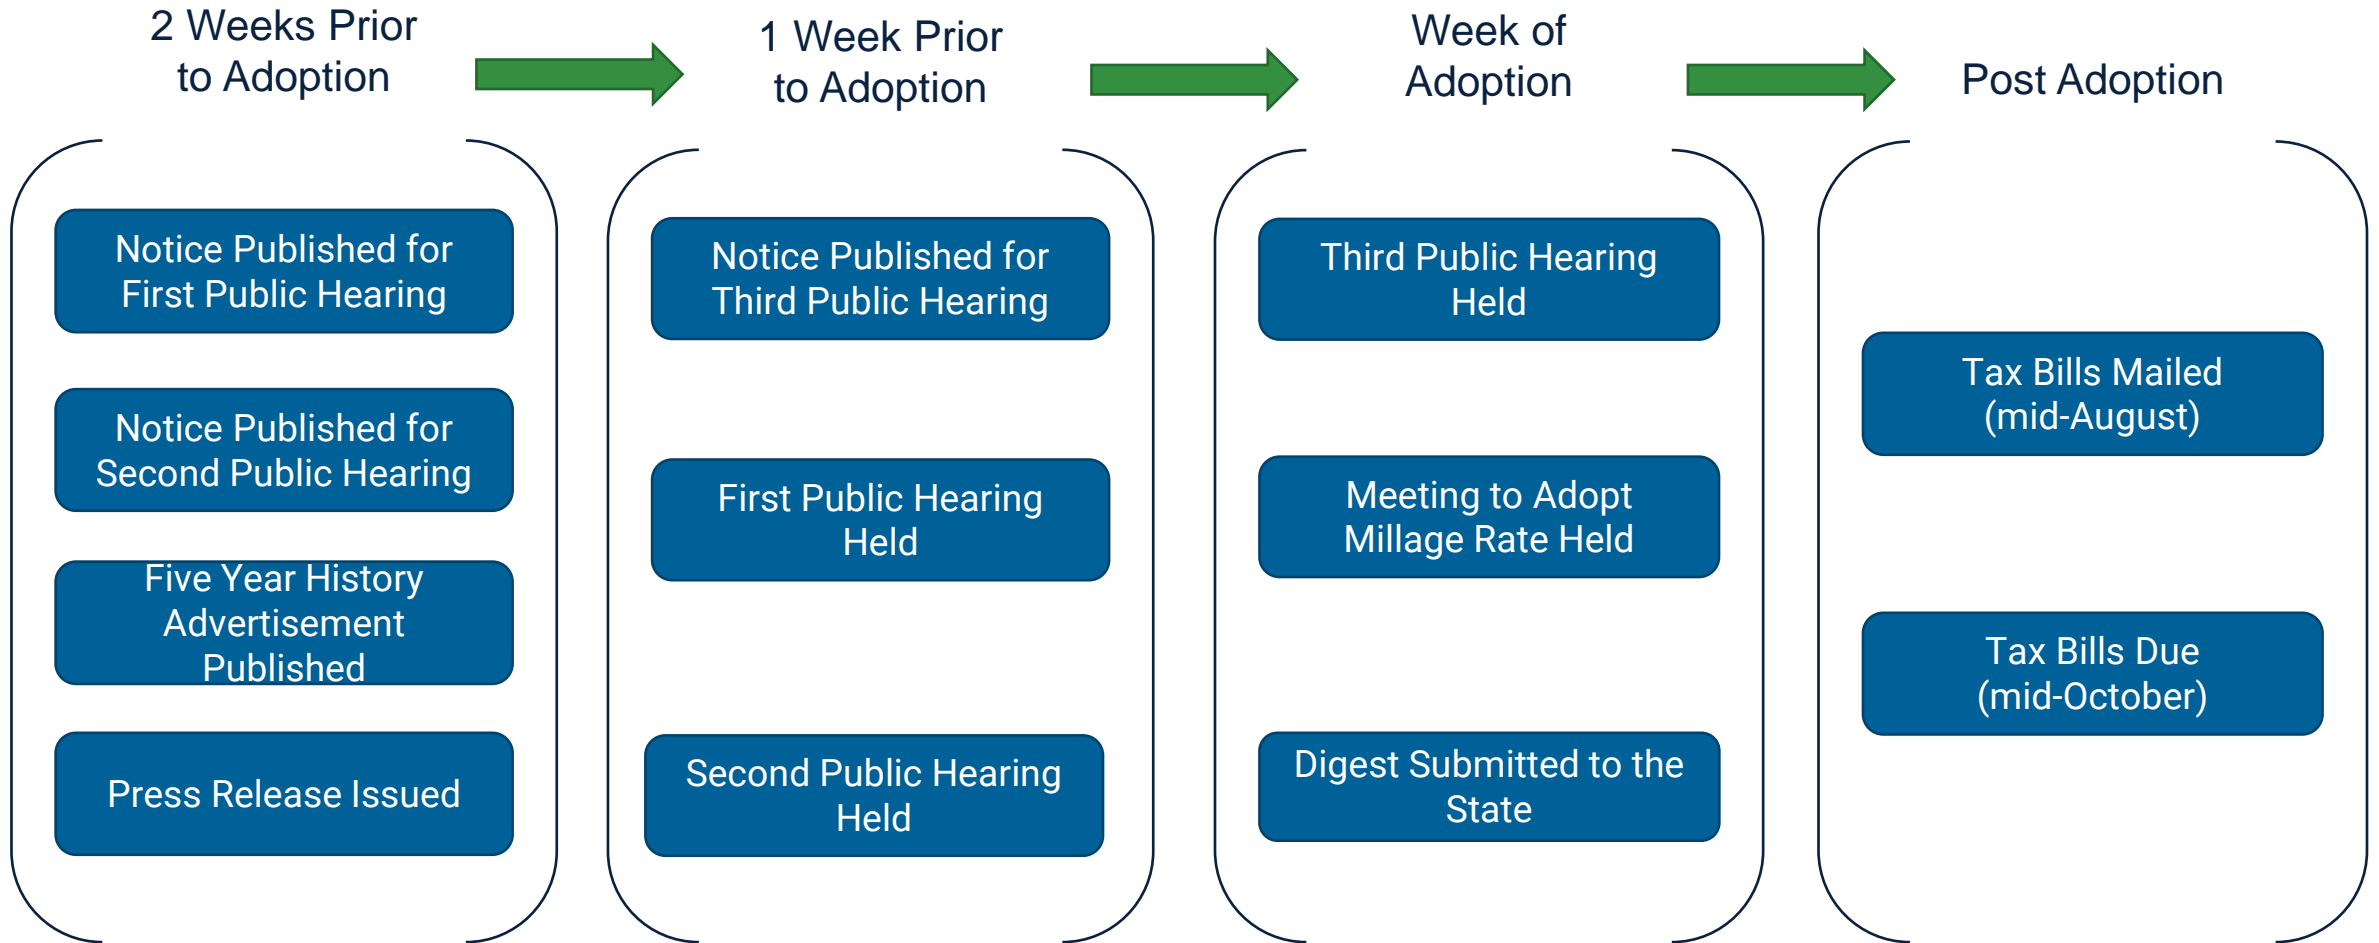 2 Weeks Prior
to Adoption
1 Week Prior
to Adoption
Week of
Adoption
Post Adoption
Notice Published for
First Public Hearing
Notice Published for
Second Public Hearing
Five Year History
Advertisement
Published
Press Release Issued
Notice Published for
Third Public Hearing
First Public Hearing
Held
Second Public Hearing
Held
Third Public Hearing
Held
Meeting to Adopt
Millage Rate Held
Digest Submitted to the
State
Tax Bills Mailed
(mid-August)
Tax Bills Due
(mid-October)